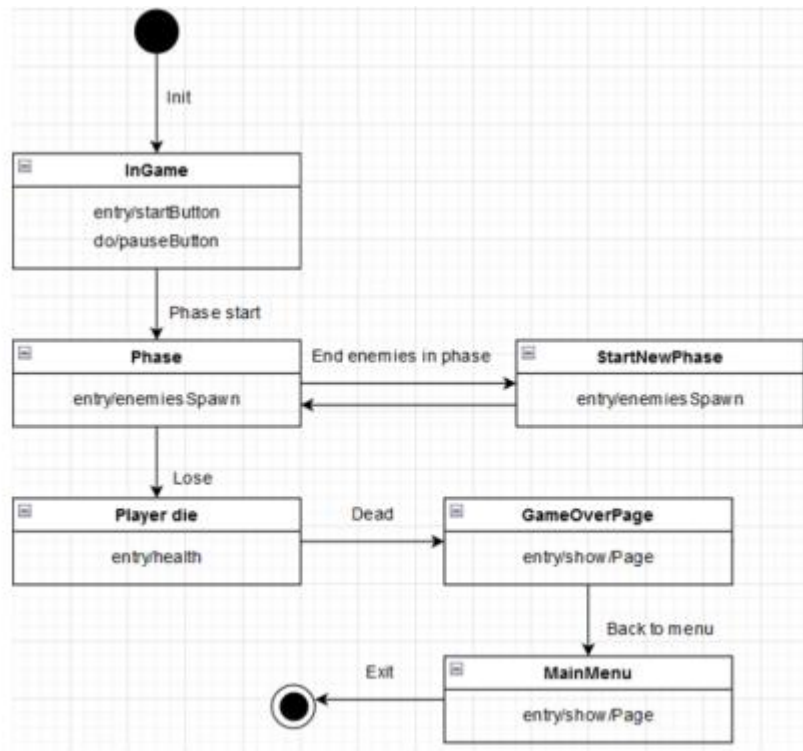 Init
InGame
entry/startButton
do/pauseButton
Phase start
Phase
End enemies in phase
StartNewPhase
entry/enemiesSpawn
entry/enemiesSpawn
Lose
Player die
Dead
GameOverPage
entry/health
entry/show/Page
Back to menu
Exit
MainMenu
entry/show/Page